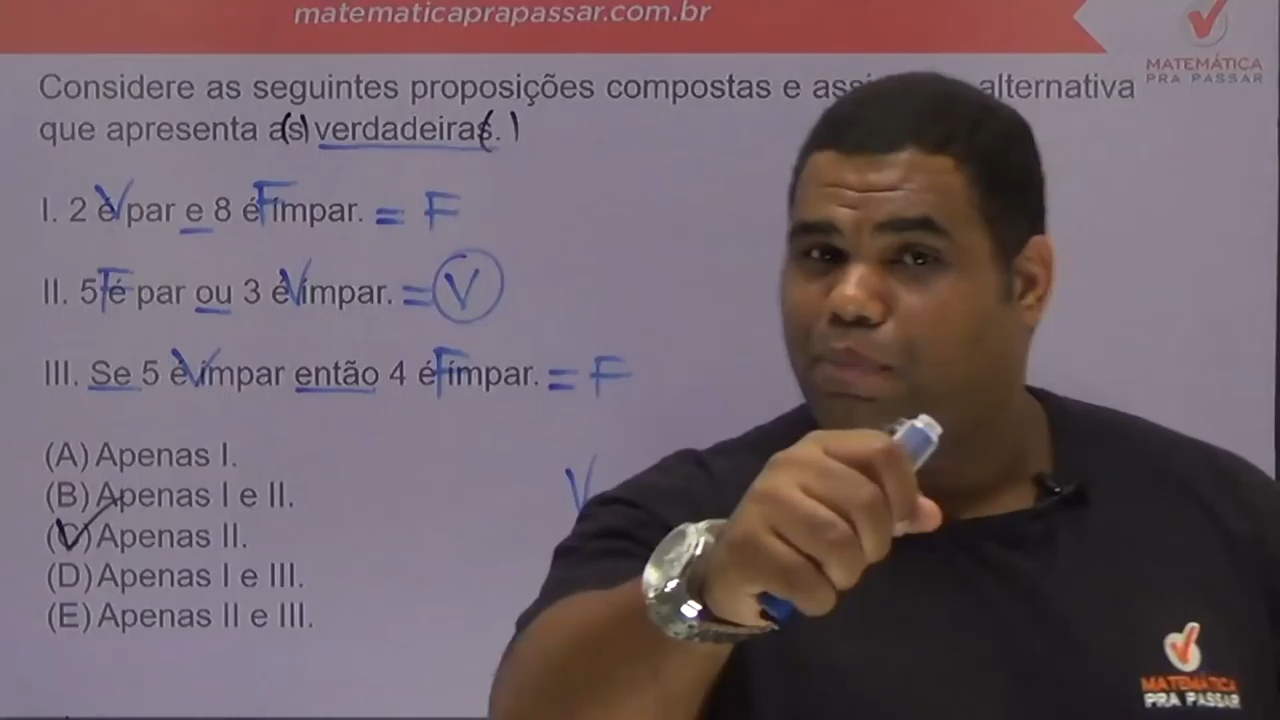 matematicaprapassar.com.br
MATEMÁTICA
PRA PASSAR
Considere as seguintes proposições compostas e alternativa
que apresenta as verdadeiras. ( ) ( )
I. 2 é par e 8 é ímpar. = F
V F
II. 5 é par ou 3 é ímpar. = V
F V
III. Se 5 é ímpar então 4 é ímpar. = F
V F
(A) Apenas I.
(B) Apenas I e II.
(C) Apenas II.
(D) Apenas I e III.
(E) Apenas II e III.
V
MATEMÁTICA
PRA PASSAR